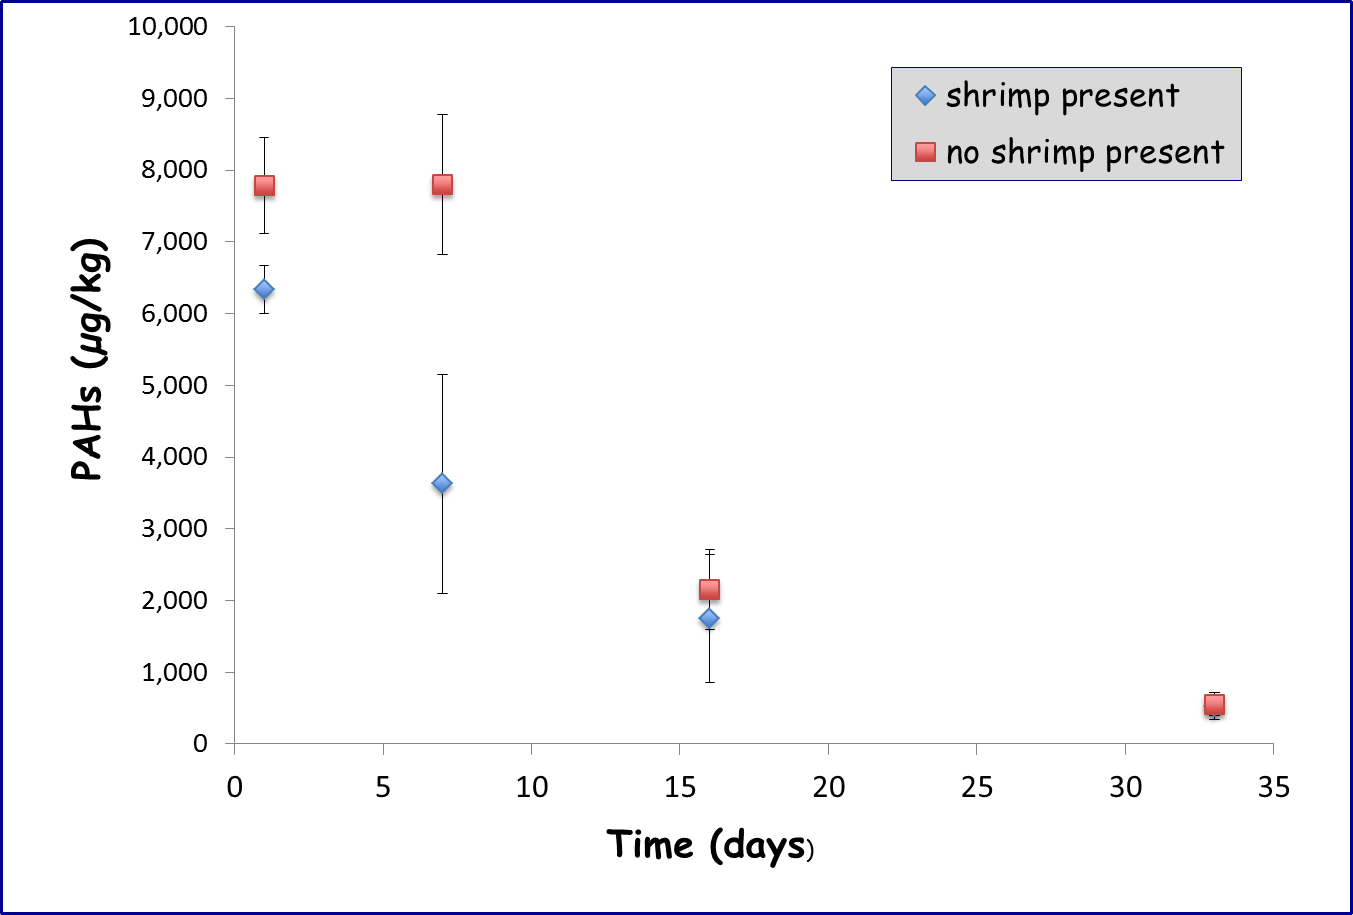 10,000
9,000
8,000
7,000
6,000
5,000
4,000
3,000
2,000
1,000
0
PAHs (µg/kg)
shrimp present
no shrimp present
0 5 10 15 20 25 30 35
Time (days)